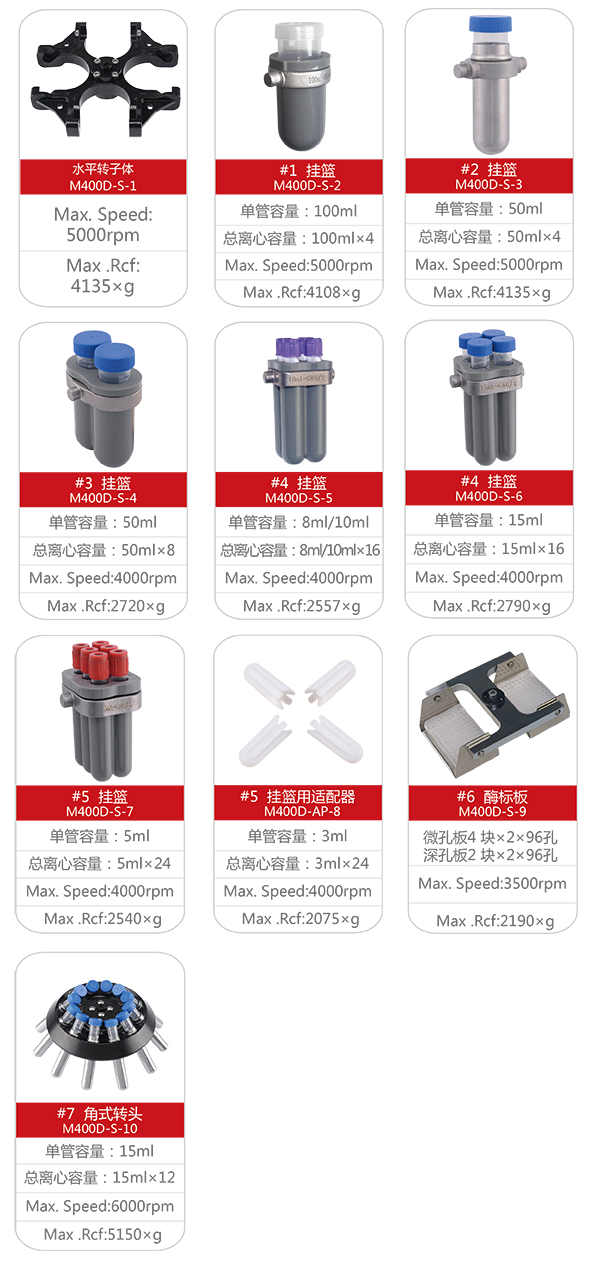 水平转子体
M400D-S-1
Max. Speed:
5000rpm
Max .Rcf:
4135×g
100ml
#1 挂篮
M400D-S-2
单管容量：100ml
总离心容量：100ml×4
Max. Speed:5000rpm
Max .Rcf:4108×g
#2 挂篮
M400D-S-3
单管容量：50ml
总离心容量：50ml×4
Max. Speed:5000rpm
Max .Rcf:4135×g
#3 挂篮
M400D-S-4
单管容量：50ml
总离心容量：50ml×8
Max. Speed:4000rpm
Max .Rcf:2720×g
#4 挂篮
M400D-S-5
单管容量：8ml/10ml
总离心容量：8ml/10ml×16
Max. Speed:4000rpm
Max .Rcf:2557×g
#4 挂篮
M400D-S-6
单管容量：15ml
总离心容量：15ml×16
Max. Speed:4000rpm
Max .Rcf:2790×g
#5 挂篮
M400D-S-7
单管容量：5ml
总离心容量：5ml×24
Max. Speed:4000rpm
Max .Rcf:2540×g
#5 挂篮用适配器
M400D-AP-8
单管容量：3ml
总离心容量：3ml×24
Max. Speed:4000rpm
Max .Rcf:2075×g
#6 酶标板
M400D-S-9
微孔板4 块×2×96孔
深孔板2 块×2×96孔
Max. Speed:3500rpm
Max .Rcf:2190×g
#7 角式转头
M400D-S-10
单管容量：15ml
总离心容量：15ml×12
Max. Speed:6000rpm
Max .Rcf:5150×g